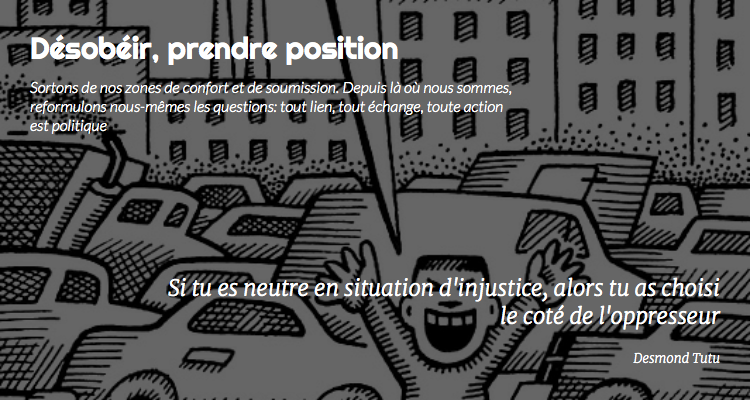 Désobéir, prendre position
Sortons de nos zones de confort et de soumission. Depuis là où nous sommes,
reformulons nous-mêmes les questions: tout lien, tout échange, toute action
est politique
Si tu es neutre en situation d'injustice, alors tu as choisi
le coté de l'oppresseur
Desmond Tutu